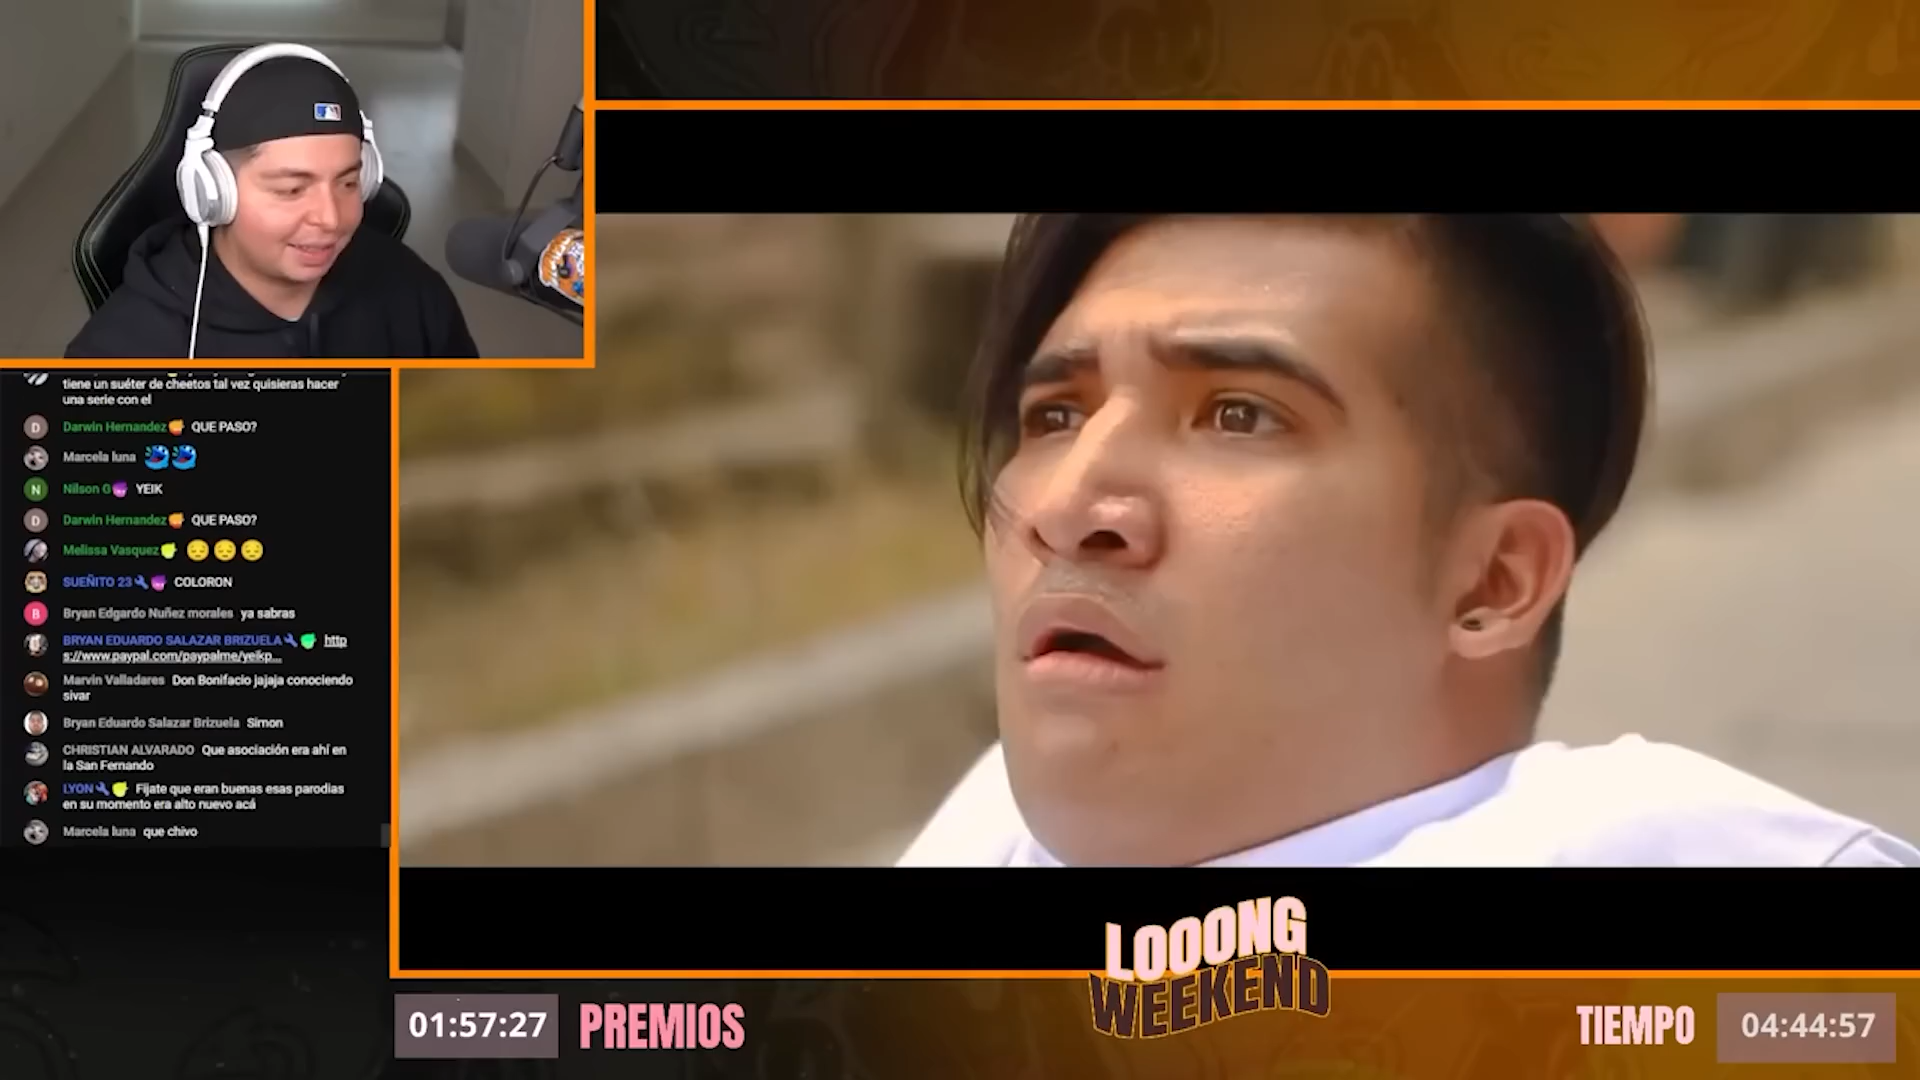 tiene un suéter de cheetos tal vez quisieras hacer
una serie con el
D Darwin Hernandez QUE PASO?
Marcela luna
N Nilson G YEIK
D Darwin Hernandez QUE PASO?
Melissa Vasquez
SUEÑITO 23 COLORON
B Bryan Edgardo Nuñez morales ya sabras
BRYAN EDUARDO SALAZAR BRIZUELA http
s://www.paypal.com/paypalme/yeikp...
Marvin Valladares Don Bonifacio jajaja conociendo
sivar
Bryan Eduardo Salazar Brizuela Simon
CHRISTIAN ALVARADO Que asociación era ahí en
la San Fernando
LYON Fijate que eran buenas esas parodias
en su momento era alto nuevo acá
Marcela luna que chivo
LOOONG
WEEKEND
01:57:27 PREMIOS
TIEMPO 04:44:57